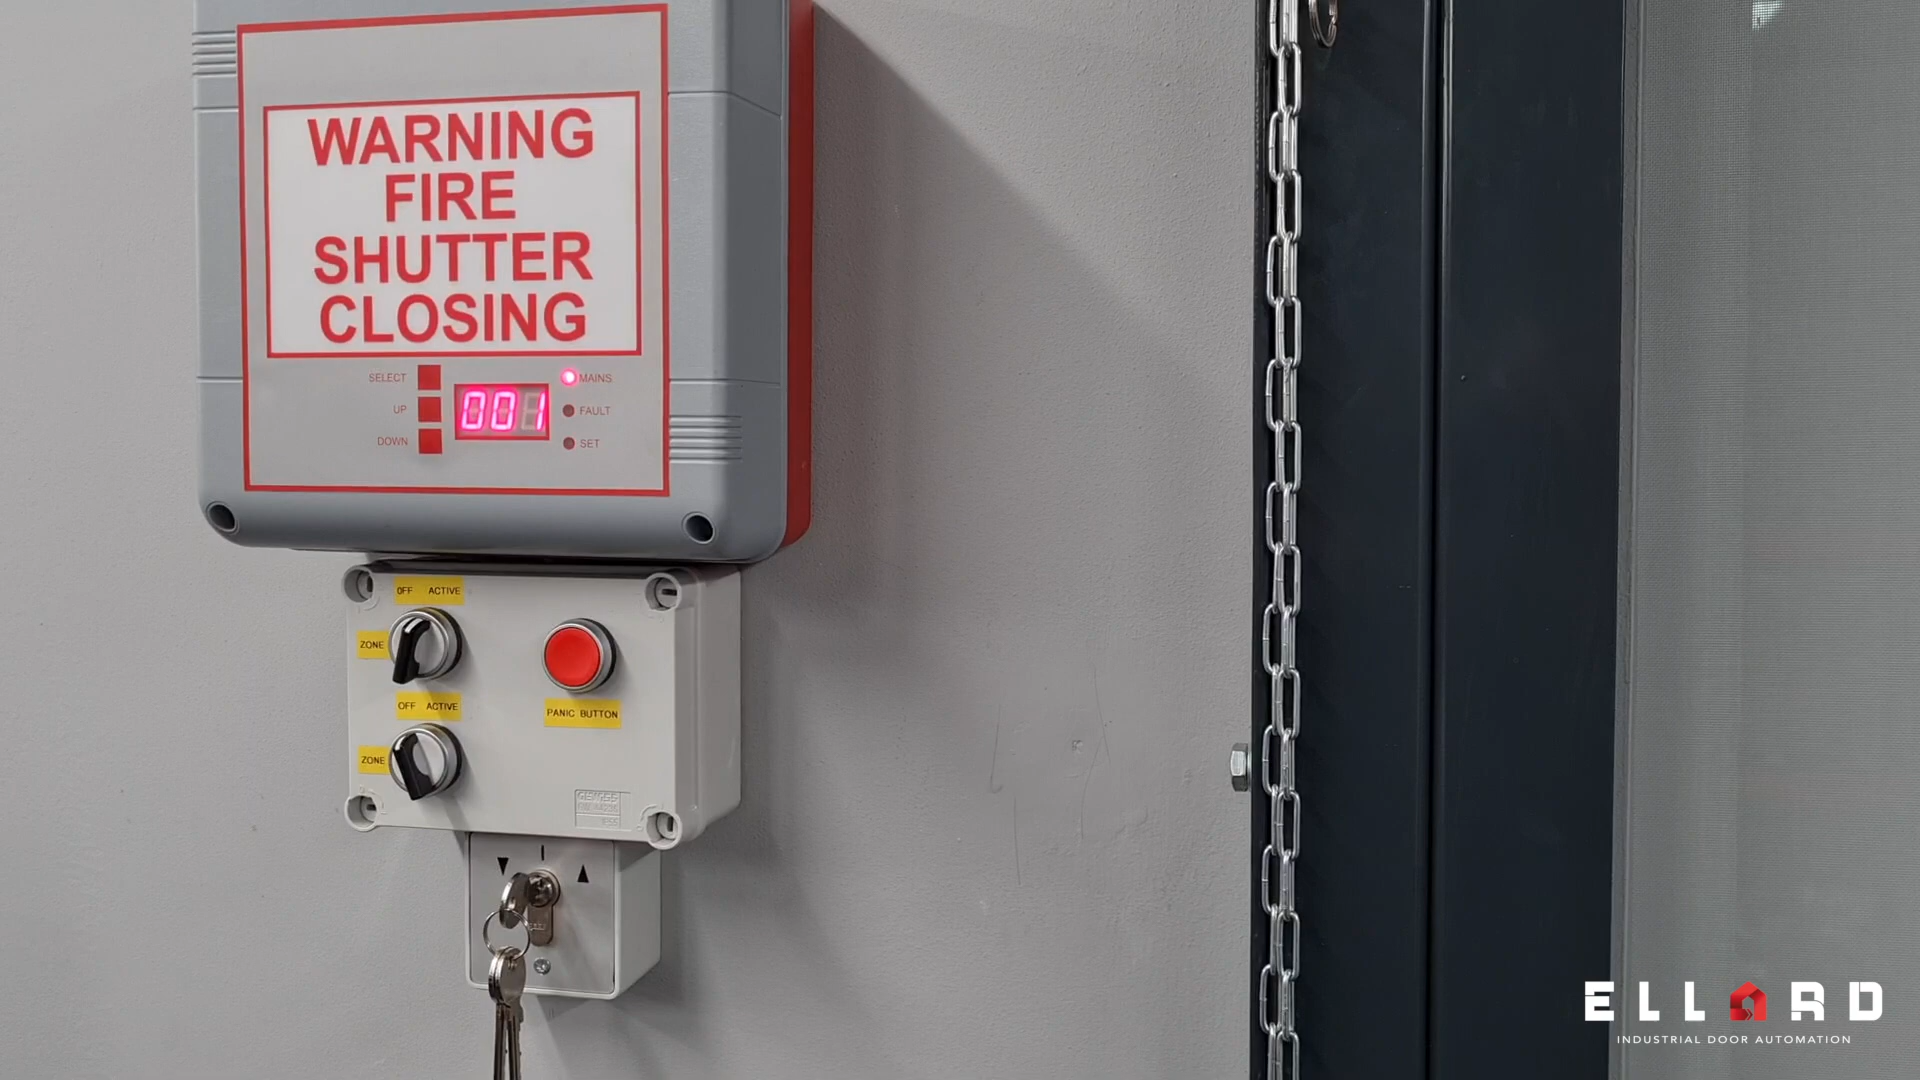 WARNING
FIRE
SHUTTER
CLOSING
SELECT
UP
DOWN
001
MAINS
FAULT
SET
OFF ACTIVE
ZONE
OFF ACTIVE
ZONE
PANIC BUTTON
GEWISS
ELLARD
INDUSTRIAL DOOR AUTOMATION